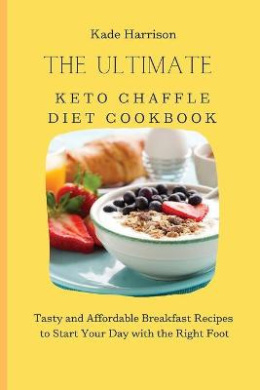 Kade Harrison
THE ULTIMATE
KETO CHAFFLE
DIET COOKBOOK
Tasty and Affordable Breakfast Recipes
to Start Your Day with the Right Foot